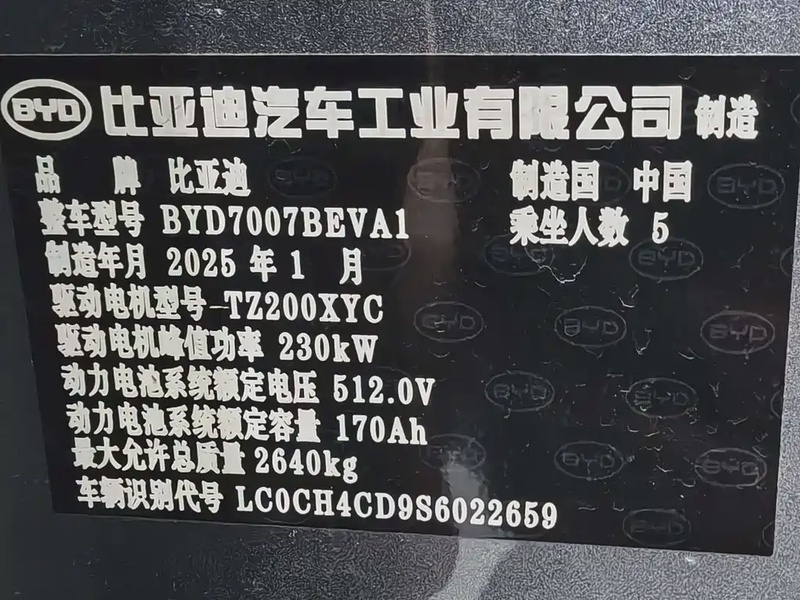 BYD 比亚迪汽车工业有限公司 制造
品 牌 比亚迪 制造国 中国
整车型号 BYD7007BEVA1 乘坐人数 5
制造年月 2025 年 1 月
驱动电机型号 TZ200XYC
驱动电机峰值功率 230kW
动力电池系统额定电压 512.0V
动力电池系统额定容量 170Ah
最大允许总质量 2640kg
车辆识别代号 LC0CH4CD9S6022659